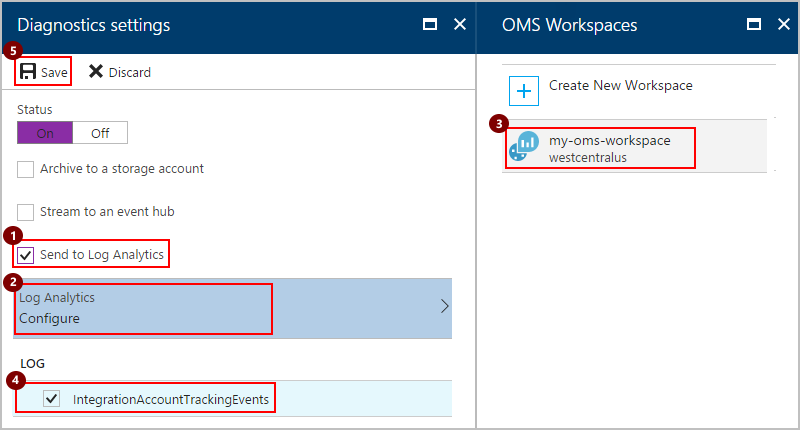 Diagnostics settings
5
Save
Discard
Status
On
Off
Archive to a storage account
Stream to an event hub
1
Send to Log Analytics
2
Log Analytics
Configure
LOG
4
IntegrationAccountTrackingEvents
OMS Workspaces
Create New Workspace
3
my-oms-workspace
westcentralus